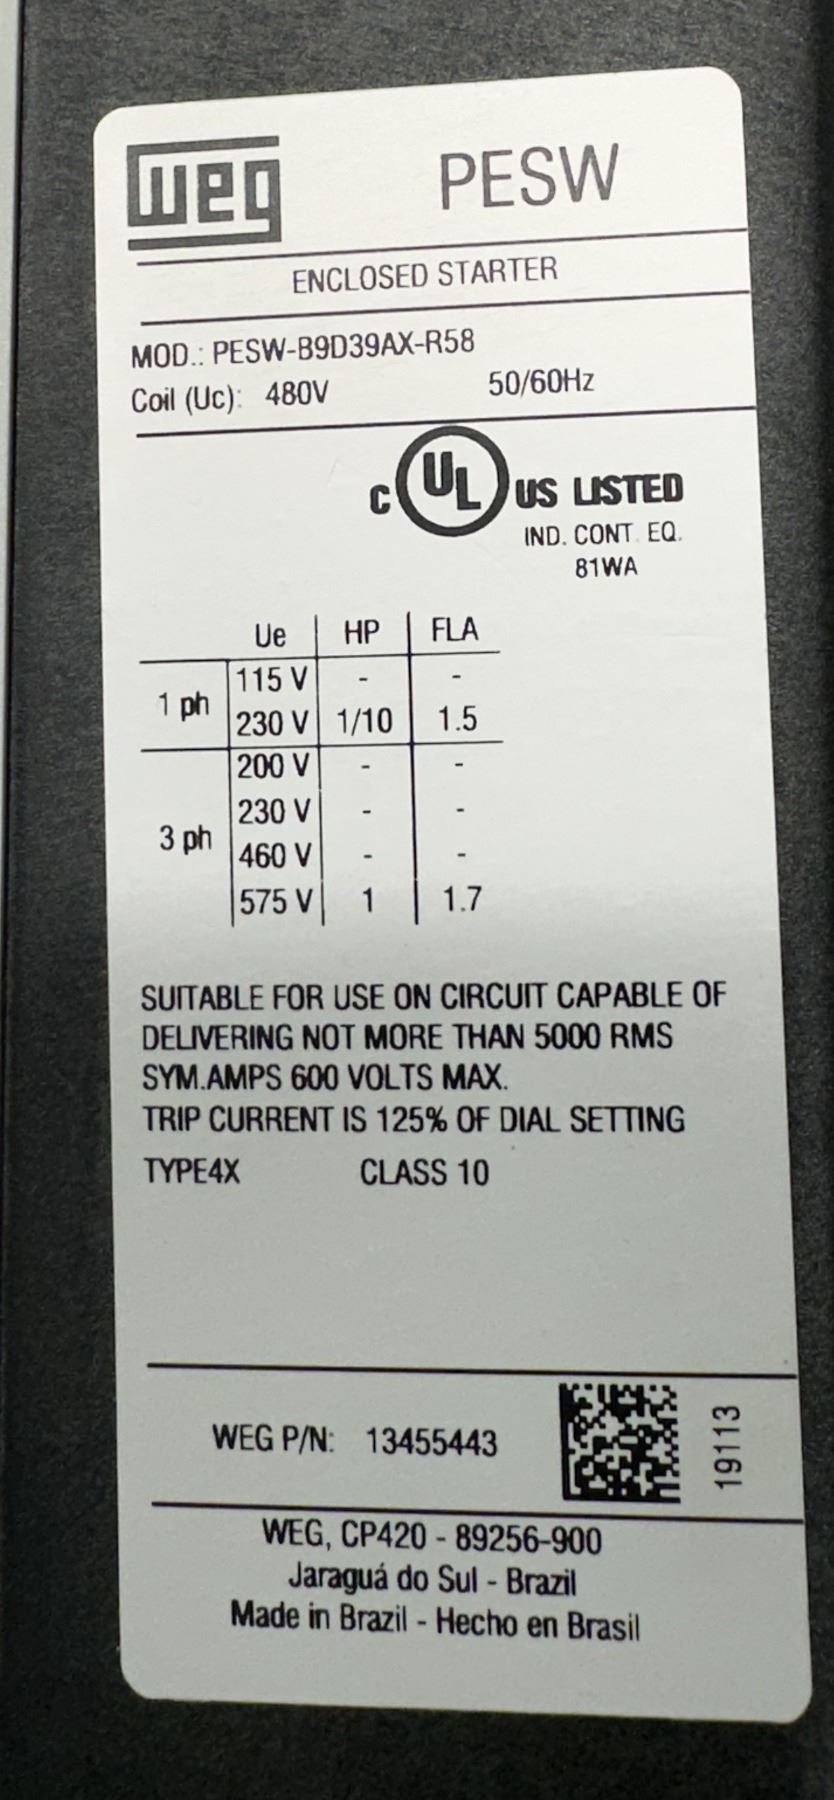 weg PESW
ENCLOSED STARTER
MOD.: PESW-B9D39AX-R58
Coil (Uc): 480V 50/60Hz
C UL US LISTED
IND. CONT. EQ.
81WA
Ue HP FLA
1 ph 115 V - -
230 V 1/10 1.5
3 ph 200 V - -
230 V - -
460 V - -
575 V 1 1.7
SUITABLE FOR USE ON CIRCUIT CAPABLE OF
DELIVERING NOT MORE THAN 5000 RMS
SYM.AMPS 600 VOLTS MAX.
TRIP CURRENT IS 125% OF DIAL SETTING
TYPE4X CLASS 10
WEG P/N: 13455443 19113
WEG, CP420 - 89256-900
Jaraguá do Sul - Brazil
Made in Brazil - Hecho en Brasil